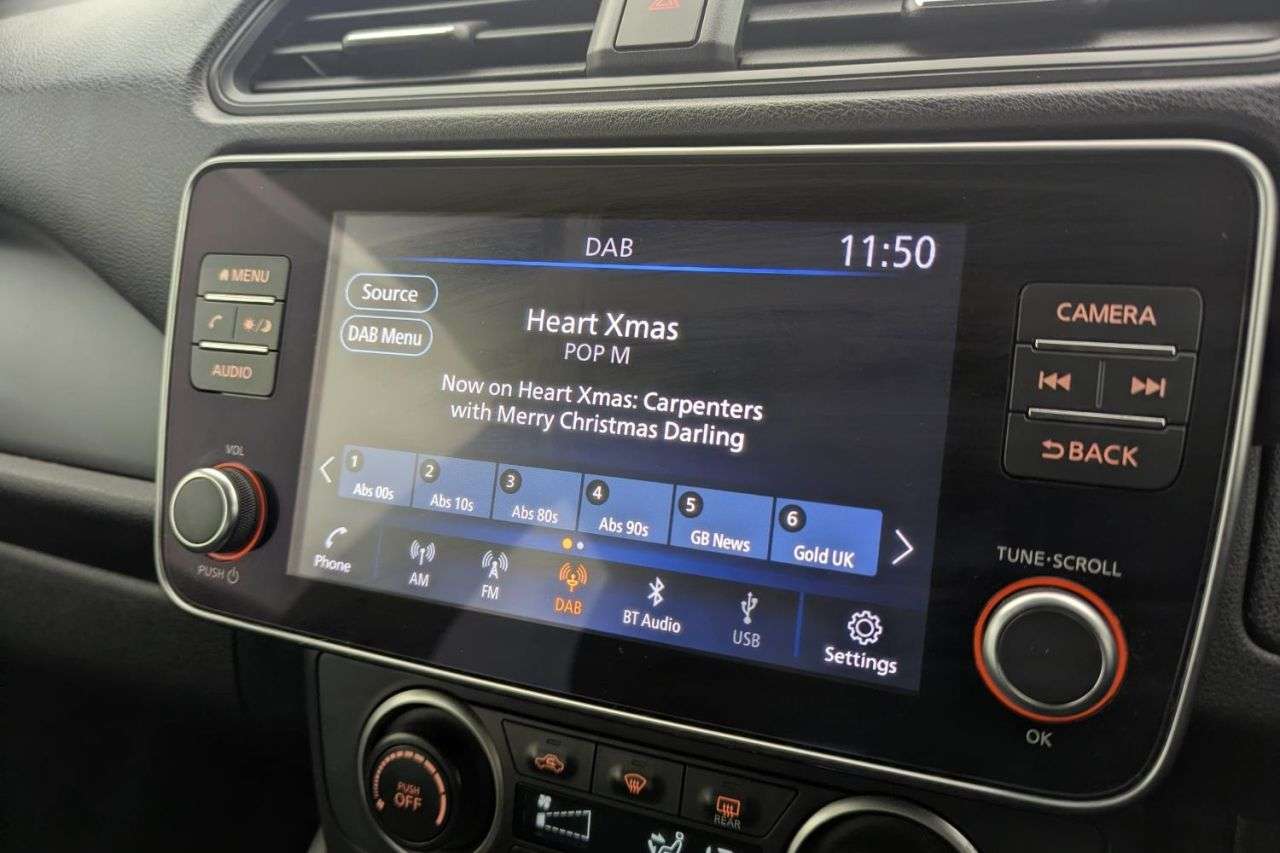 DAB
11:50
MENU
AUDIO
VOL
PUSH
Source
DAB Menu
Heart Xmas
POP M
Now on Heart Xmas: Carpenters
with Merry Christmas Darling
1 2 3 4 5 6
Abs 00s Abs 10s Abs 80s Abs 90s GB News Gold UK
Phone AM FM DAB BT Audio USB Settings
CAMERA
BACK
TUNE·SCROLL
OK
PUSH
OFF
REAR